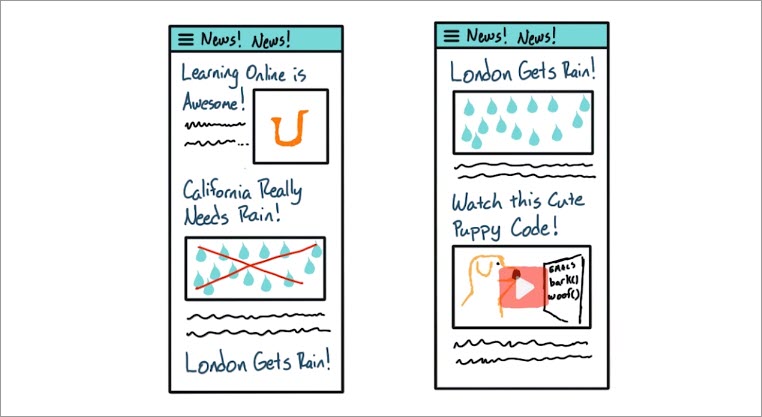 News! News!
Learning Online is
Awesome!
U
California Really
Needs Rain!
London Gets Rain!
News! News!
London Gets Rain!
Watch this Cute
Puppy Code!
EMACS
bark()
woof()